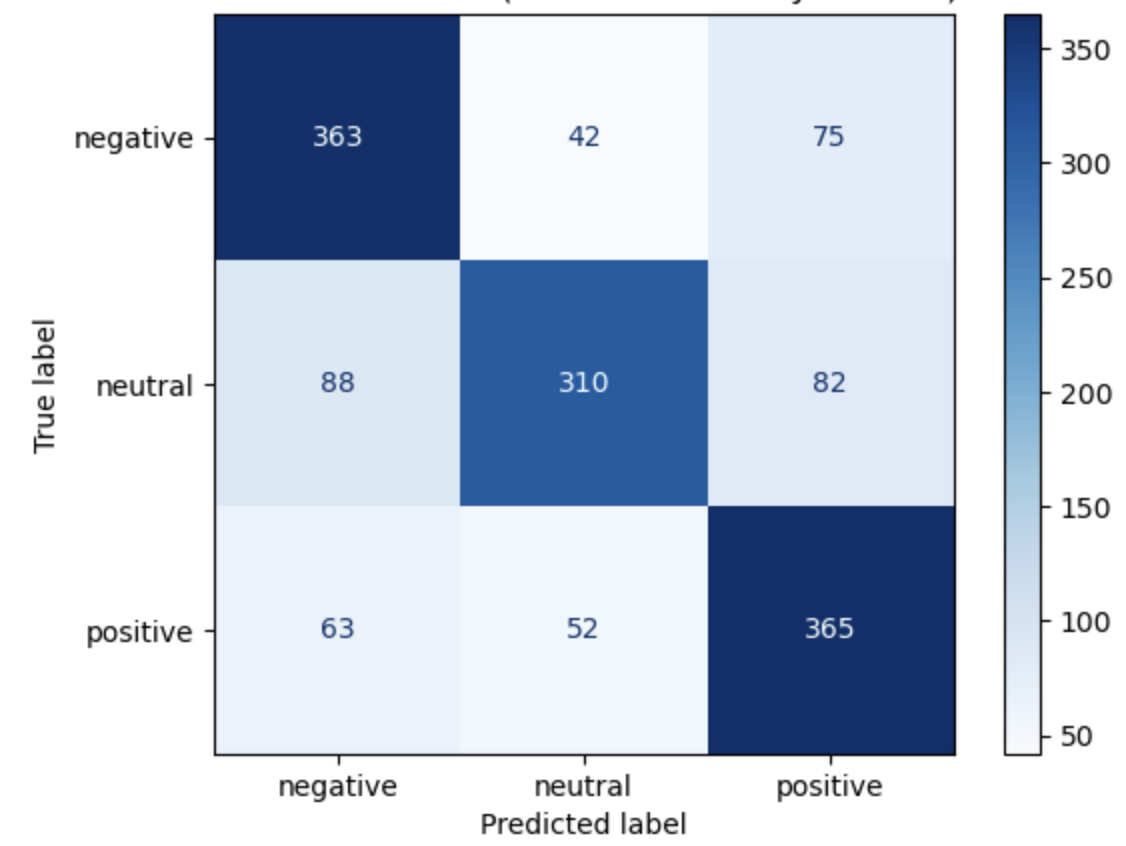 350
negative
363
42
75
300
250
True label
neutral
88
310
82
200
150
positive
63
52
365
100
50
negative
neutral
positive
Predicted label